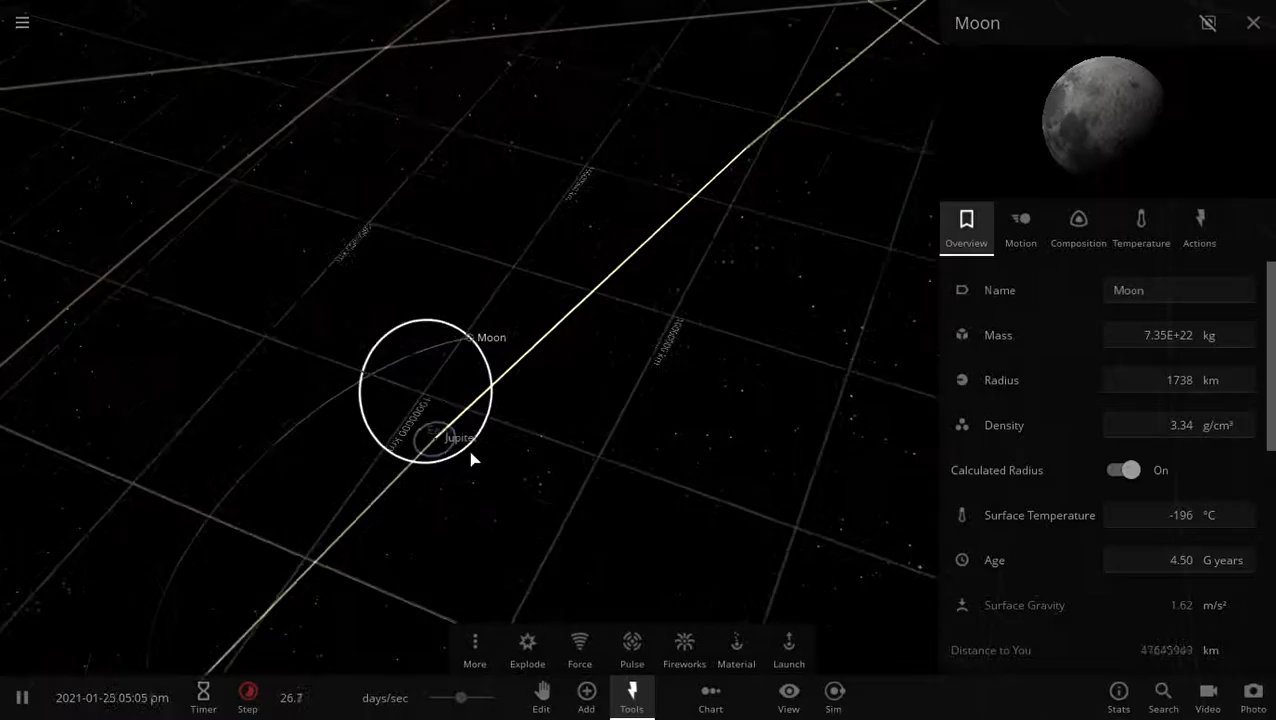 Moon
Moon
Jupiter
10000000 km
Overview
Motion
Composition
Temperature
Actions
Name Moon
Mass 7.35E+22 kg
Radius 1738 km
Density 3.34 g/cm³
Calculated Radius On
Surface Temperature -196 °C
Age 4.50 G years
Surface Gravity 1.62 m/s²
Distance to You 47645949 km
More
Explode
Force
Pulse
Fireworks
Material
Launch
2021-01-25 05:05 pm
Timer
Step
26.7 days/sec
Edit
Add
Tools
Chart
View
Sim
Stats
Search
Video
Photo